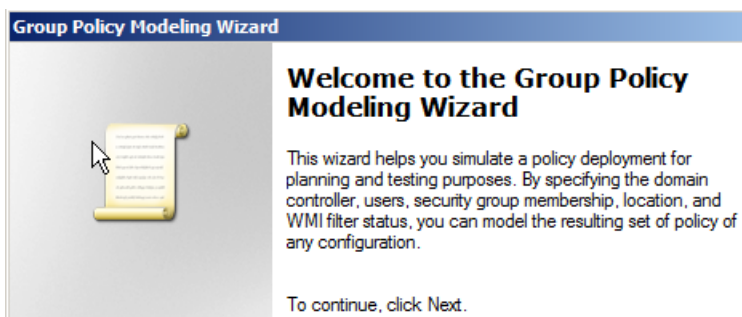 Group Policy Modeling Wizard
Welcome to the Group Policy
Modeling Wizard
This wizard helps you simulate a policy deployment for
planning and testing purposes. By specifying the domain
controller, users, security group membership, location, and
WMI filter status, you can model the resulting set of policy of
any configuration.
To continue, click Next.